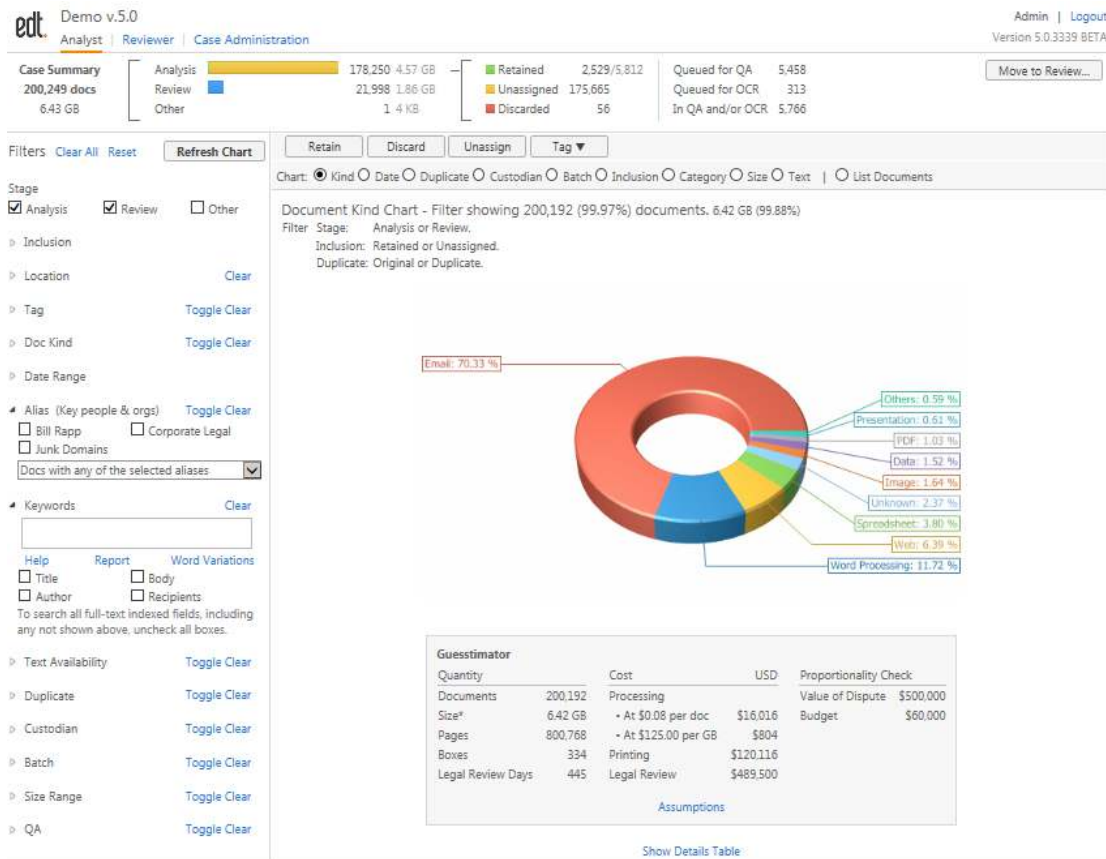 edt. Demo v.5.0
Admin | Logout
Analyst | Reviewer | Case Administration
Version 5.0.3339 BETA
Case Summary
200,249 docs
6.43 GB
Analysis 178,250 4.57 GB
Review 21,998 1.86 GB
Other 1 4 KB
Retained 2,529/5,812
Unassigned 175,665
Discarded 56
Queued for QA 5,458
Queued for OCR 313
In QA and/or OCR 5,766
Move to Review...
Filters Clear All Reset Refresh Chart
Stage
Analysis Review Other
Inclusion
Location Clear
Tag Toggle Clear
Doc Kind Toggle Clear
Date Range
Alias (Key people & orgs) Toggle Clear
Bill Rapp Corporate Legal
Junk Domains
Docs with any of the selected aliases
Keywords Clear
Help Report Word Variations
Title Body
Author Recipients
To search all full-text indexed fields, including
any not shown above, uncheck all boxes.
Text Availability Toggle Clear
Duplicate Toggle Clear
Custodian Toggle Clear
Batch Toggle Clear
Size Range Toggle Clear
QA Toggle Clear
Retain Discard Unassign Tag ▼
Chart: Kind Date Duplicate Custodian Batch Inclusion Category Size Text | List Documents
Document Kind Chart - Filter showing 200,192 (99.97%) documents. 6.42 GB (99.88%)
Filter Stage: Analysis or Review.
Inclusion: Retained or Unassigned.
Duplicate: Original or Duplicate.
Email: 70.33 %
Others: 0.59 %
Presentation: 0.61 %
PDF: 1.03 %
Data: 1.52 %
Image: 1.64 %
Unknown: 2.37 %
Spreadsheet: 3.80 %
Web: 6.39 %
Word Processing: 11.72 %
Guesstimator
Quantity
Documents 200,192
Size* 6.42 GB
Pages 800,768
Boxes 334
Legal Review Days 445
Cost USD
Processing
• At $0.08 per doc $16,016
• At $125.00 per GB $804
Printing $120,116
Legal Review $489,500
Proportionality Check
Value of Dispute $500,000
Budget $60,000
Assumptions
Show Details Table